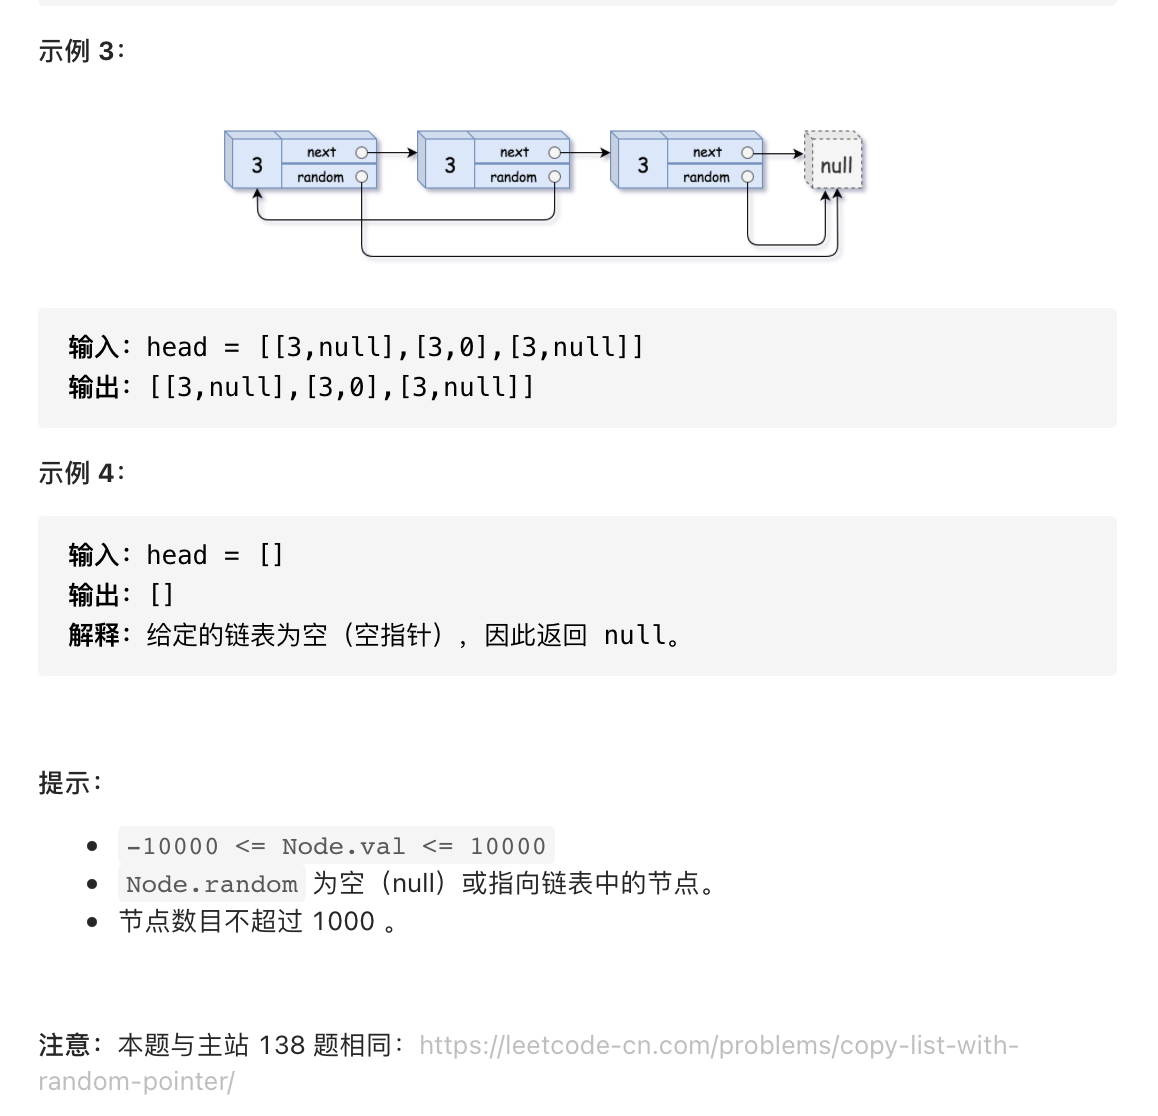 示例 3：
3 next random 3 next random 3 next random null
输入：head = [[3,null],[3,0],[3,null]]
输出：[[3,null],[3,0],[3,null]]
示例 4：
输入：head = []
输出：[]
解释：给定的链表为空（空指针），因此返回 null。
提示：
-10000 <= Node.val <= 10000
Node.random 为空（null）或指向链表中的节点。
节点数目不超过 1000 。
注意：本题与主站 138 题相同：https://leetcode-cn.com/problems/copy-list-with-
random-pointer/